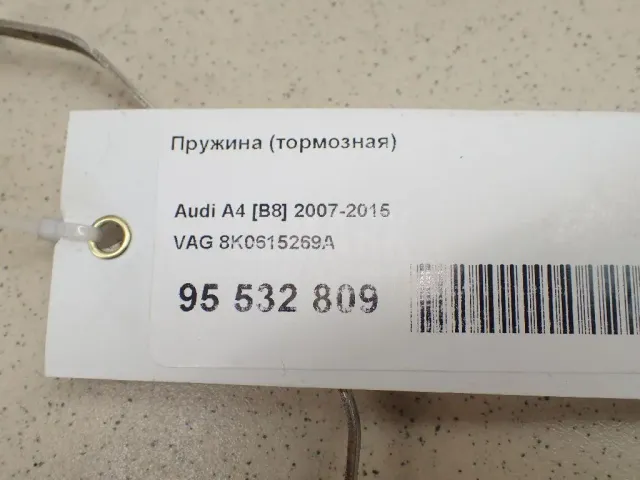 Пружина (тормозная)
Audi A4 [B8] 2007-2015
VAG 8K0615269A
95 532 809